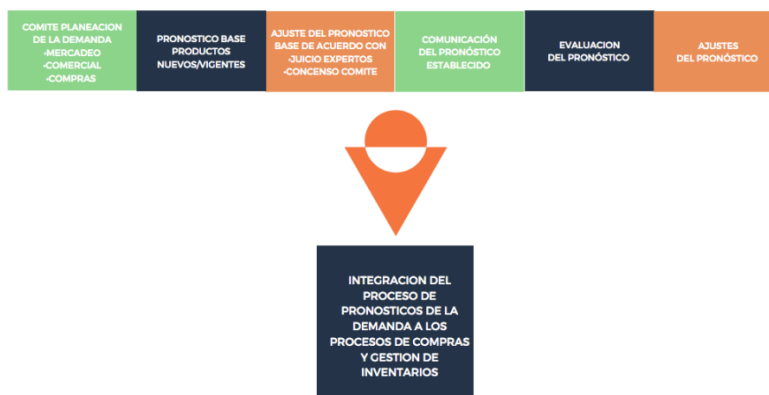 COMITE PLANEACION
DE LA DEMANDA
•MERCADEO
•COMERCIAL
•COMPRAS
PRONOSTICO BASE
PRODUCTOS
NUEVOS/VIGENTES
AJUSTE DEL PRONOSTICO
BASE DE ACUERDO CON
•JUICIO EXPERTOS
•CONCENSO COMITE
COMUNICACIÓN
DEL PRONÓSTICO
ESTABLECIDO
EVALUACION
DEL PRONÓSTICO
AJUSTES
DEL PRONÓSTICO
INTEGRACION DEL
PROCESO DE
PRONOSTICOS DE LA
DEMANDA A LOS
PROCESOS DE COMPRAS
Y GESTION DE
INVENTARIOS